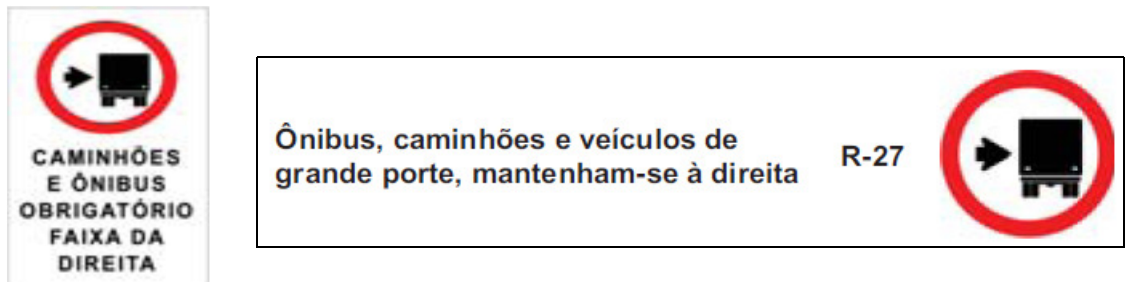 CAMINHÕES
E ÔNIBUS
OBRIGATÓRIO
FAIXA DA
DIREITA
Ônibus, caminhões e veículos de
grande porte, mantenham-se à direita
R-27